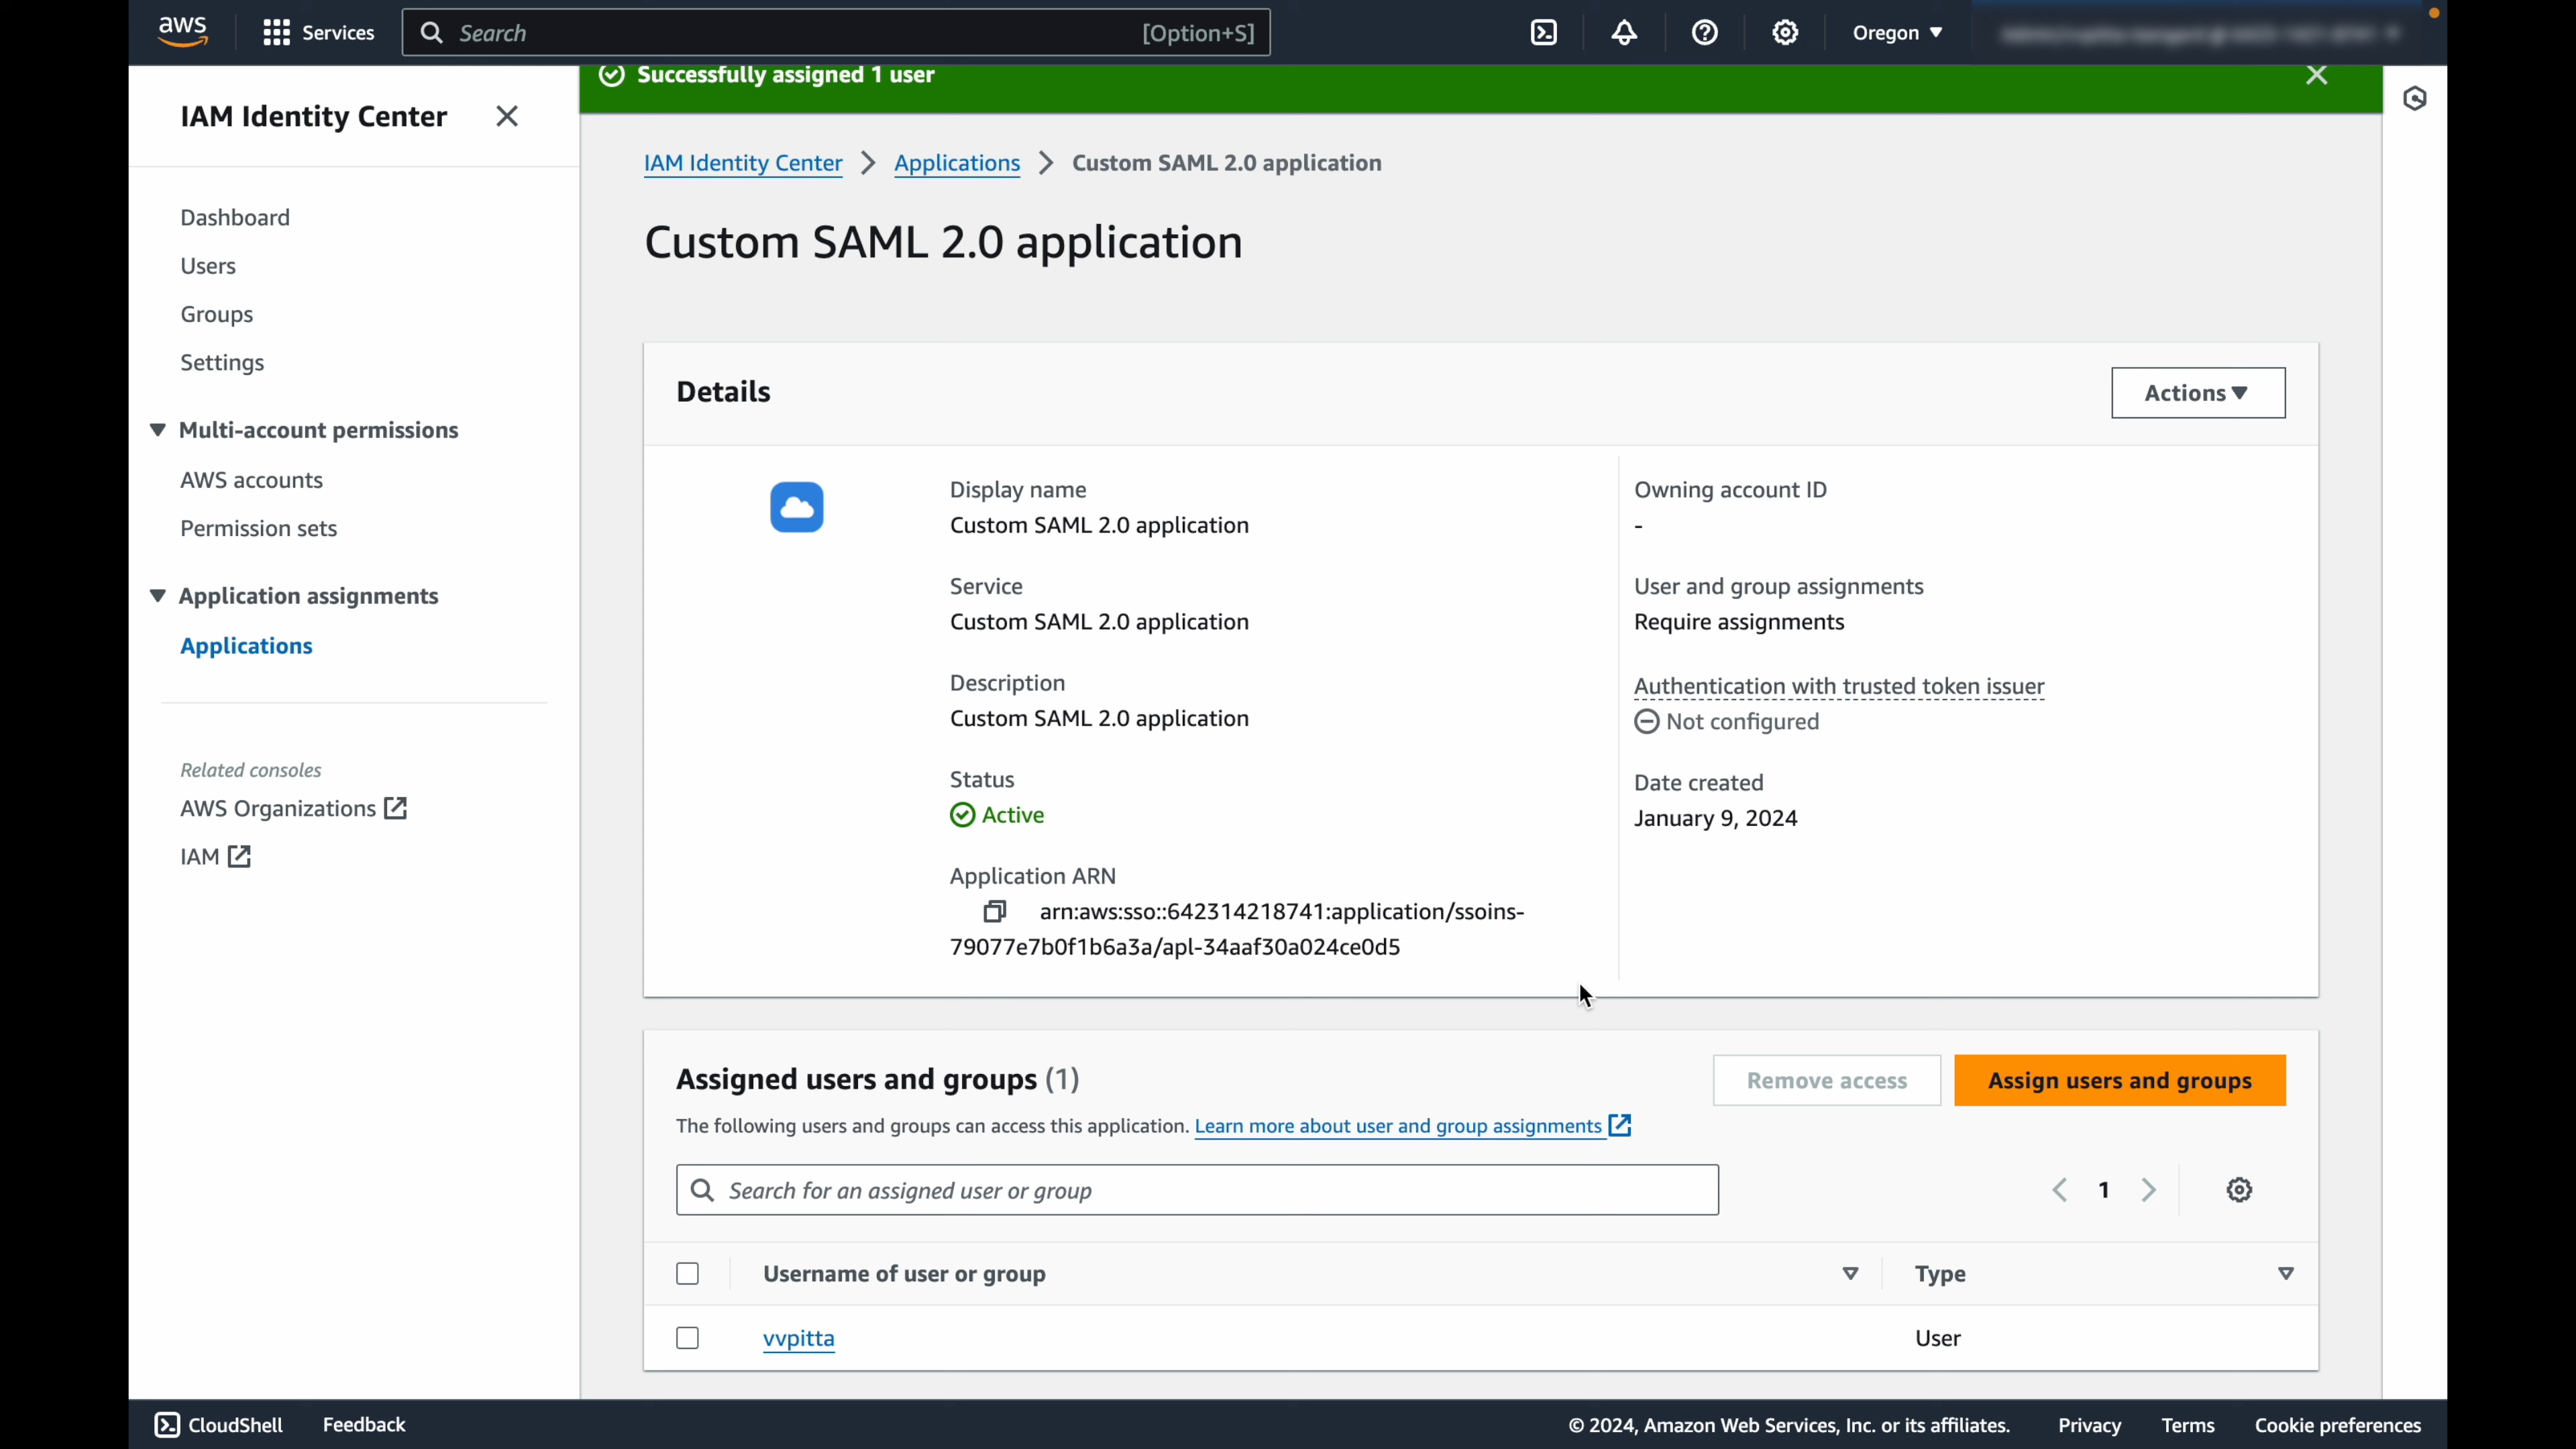 aws Services Search [Option+S] Oregon
IAM Identity Center
Dashboard
Users
Groups
Settings
Multi-account permissions
AWS accounts
Permission sets
Application assignments
Applications
Related consoles
AWS Organizations
IAM
Successfully assigned 1 user
IAM Identity Center Applications Custom SAML 2.0 application
Custom SAML 2.0 application
Details Actions
Display name
Custom SAML 2.0 application
Service
Custom SAML 2.0 application
Description
Custom SAML 2.0 application
Status
Active
Application ARN
arn:aws:sso::642314218741:application/ssoins-
79077e7b0f1b6a3a/apl-34aaf30a024ce0d5
Owning account ID
-
User and group assignments
Require assignments
Authentication with trusted token issuer
Not configured
Date created
January 9, 2024
Assigned users and groups (1) Remove access Assign users and groups
The following users and groups can access this application. Learn more about user and group assignments
Search for an assigned user or group 1
Username of user or group Type
vvpitta User
CloudShell Feedback © 2024, Amazon Web Services, Inc. or its affiliates. Privacy Terms Cookie preferences